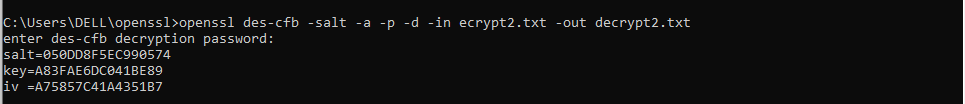 C:\Users\DELL\openssl>openssl des-cfb -salt -a -p -d -in ecrypt2.txt -out decrypt2.txt
enter des-cfb decryption password:
salt=050DD8F5EC990574
key=A83FAE6DC041BE89
iv =A75857C41A4351B7